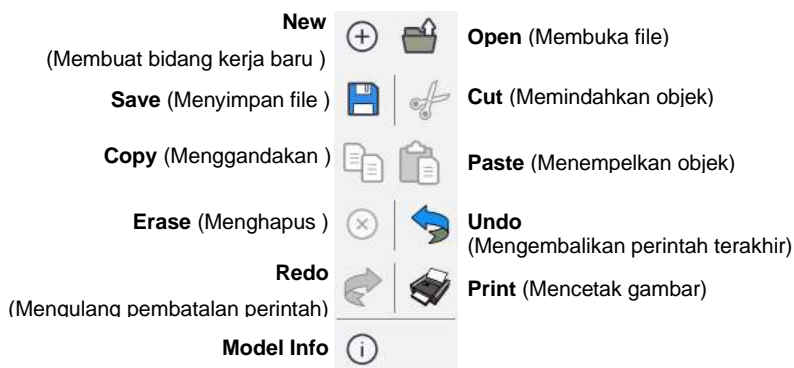 New
(Membuat bidang kerja baru )
Open (Membuka file)
Save (Menyimpan file )
Cut (Memindahkan objek)
Copy (Menggandakan )
Paste (Menempelkan objek)
Erase (Menghapus )
Undo
(Mengembalikan perintah terakhir)
Redo
(Mengulang pembatalan perintah)
Print (Mencetak gambar)
Model Info